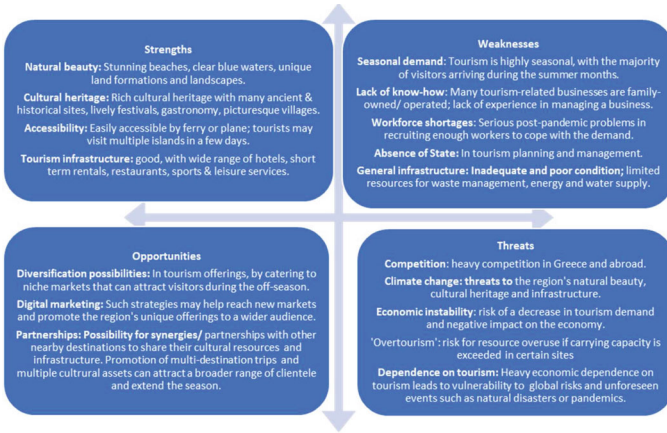 Strengths
Natural beauty: Stunning beaches, clear blue waters, unique
land formations and landscapes.
Cultural heritage: Rich cultural heritage with many ancient &
historical sites, lively festivals, gastronomy, picturesque villages.
Accessibility: Easily accessible by ferry or plane; tourists may
visit multiple islands in a few days.
Tourism infrastructure: good, with wide range of hotels, short
term rentals, restaurants, sports & leisure services.
Weaknesses
Seasonal demand: Tourism is highly seasonal, with the majority
of visitors arriving during the summer months.
Lack of know-how: Many tourism-related businesses are family-
owned/ operated; lack of experience in managing a business.
Workforce shortages: Serious post-pandemic problems in
recruiting enough workers to cope with the demand.
Absence of State: In tourism planning and management.
General infrastructure: Inadequate and poor condition; limited
resources for waste management, energy and water supply.
Opportunities
Diversification possibilities: In tourism offerings, by catering to
niche markets that can attract visitors during the off-season.
Digital marketing: Such strategies may help reach new markets
and promote the region's unique offerings to a wider audience.
Partnerships: Possibility for synergies/ partnerships with other
nearby destinations to share their cultural resources and
infrastructure. Promotion of multi-destination trips and
multiple cultrural assets can attract a broader range of clientele
and extend the season.
Threats
Competition: heavy competition in Greece and abroad.
Climate change: threats to the region's natural beauty,
cultural heritage and infrastructure.
Economic instability: risk of a decrease in tourism demand
and negative impact on the economy.
'Overtourism': risk for resource overuse if carrying capacity is
exceeded in certain sites
Dependence on tourism: Heavy economic dependence on
tourism leads to vulnerability to global risks and unforeseen
events such as natural disasters or pandemics.